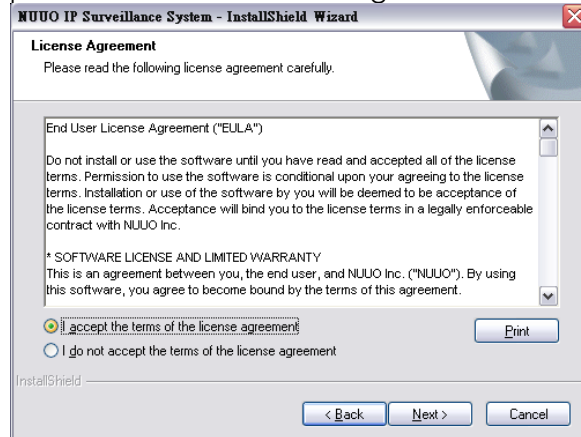 NUUO IP Surveillance System - InstallShield Wizard
License Agreement
Please read the following license agreement carefully.
End User License Agreement ("EULA")
Do not install or use the software until you have read and accepted all of the license
terms. Permission to use the software is conditional upon your agreeing to the license
terms. Installation or use of the software by you will be deemed to be acceptance of
the license terms. Acceptance will bind you to the license terms in a legally enforceable
contract with NUUO Inc.
* SOFTWARE LICENSE AND LIMITED WARRANTY
This is an agreement between you, the end user, and NUUO Inc. ("NUUO"). By using
this software, you agree to become bound by the terms of this agreement.
I accept the terms of the license agreement
Print
I do not accept the terms of the license agreement
InstallShield
< Back Next > Cancel